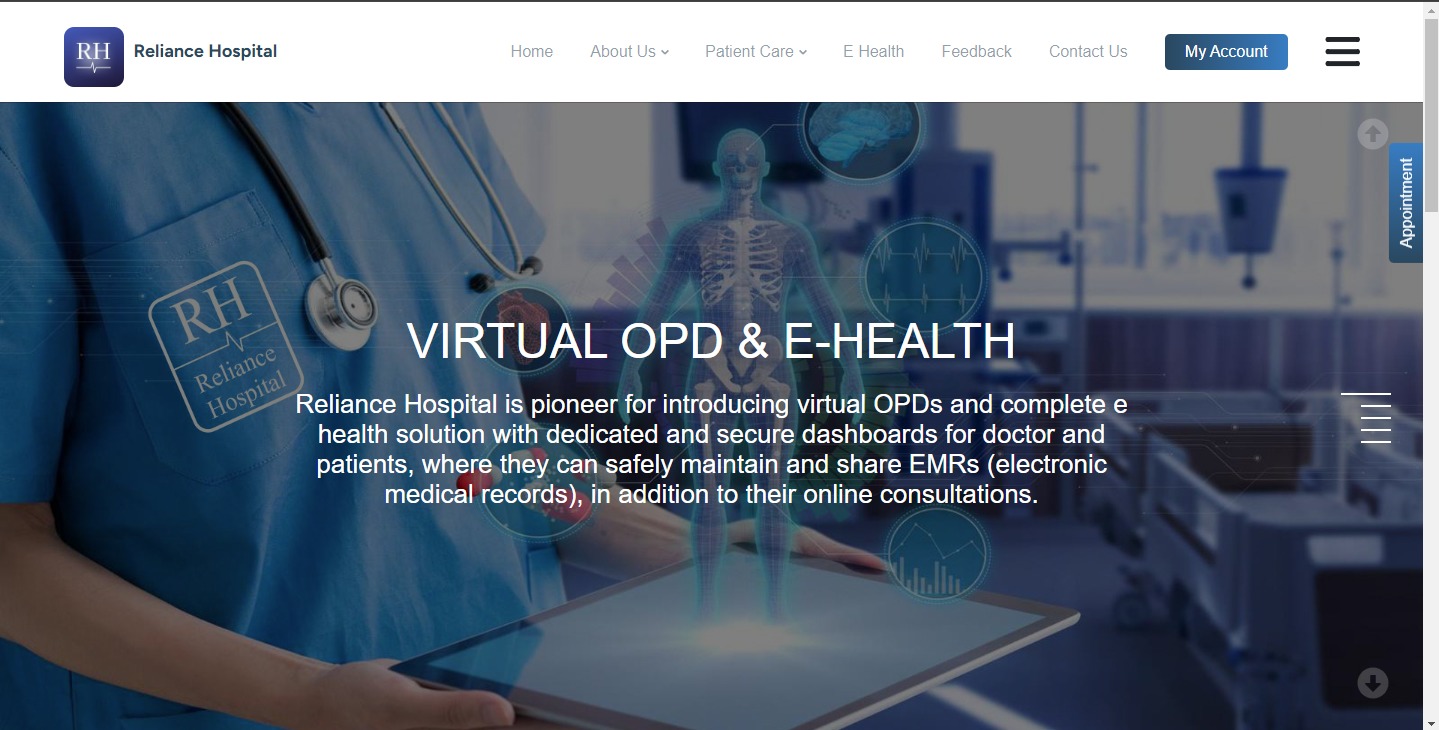 RH
Reliance Hospital
Home
About Us
Patient Care
E Health
Feedback
Contact Us
My Account
Appointment
RH
Reliance
Hospital
VIRTUAL OPD & E-HEALTH
Reliance Hospital is pioneer for introducing virtual OPDs and complete e
health solution with dedicated and secure dashboards for doctor and
patients, where they can safely maintain and share EMRs (electronic
medical records), in addition to their online consultations.